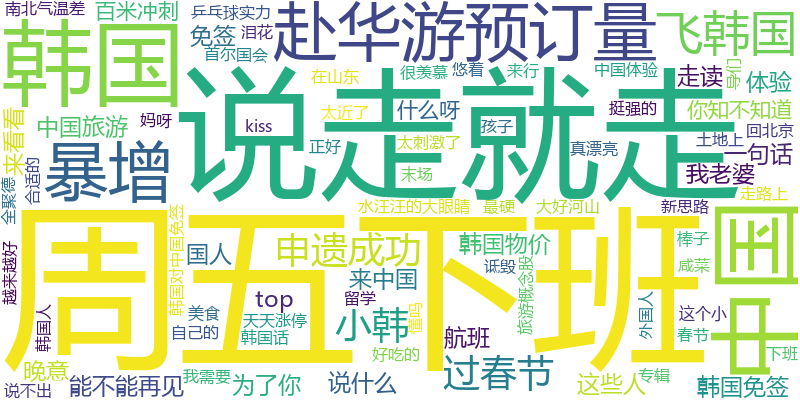 南北气温差
百米冲刺
乒乓球实力
免签
泪花
首尔国会
赴华游预订量
飞韩国
韩国
在山东
很羡慕
悠着
来行
中国体验
走读
导们
体验
太近了
什么呀
挺强的
你知不知道
来看看
中国旅游
妈呀
kiss
正好
太刺激了
孩子
真漂亮
土地上
回北京
一句话
合适的
暴增
说走就走
末场
我老婆
全聚德
水汪汪的大眼睛
最硬
大好河山
新思路
走路上
越来越好
韩国对中国免签
国人
申遗成功
韩国物价
诋毁
旅游概念股
棒子
咸菜
中国
周五下班
来中国
韩国人
美食
top
留学
自己的
天天涨停
韩国话
小韩
懂吗
航班
外国人
这个小
春节
好吃的
下班
晚意
说不出
能不能再见
我需要
为了你
说什么
过春节
这些人
专辑
韩国免签